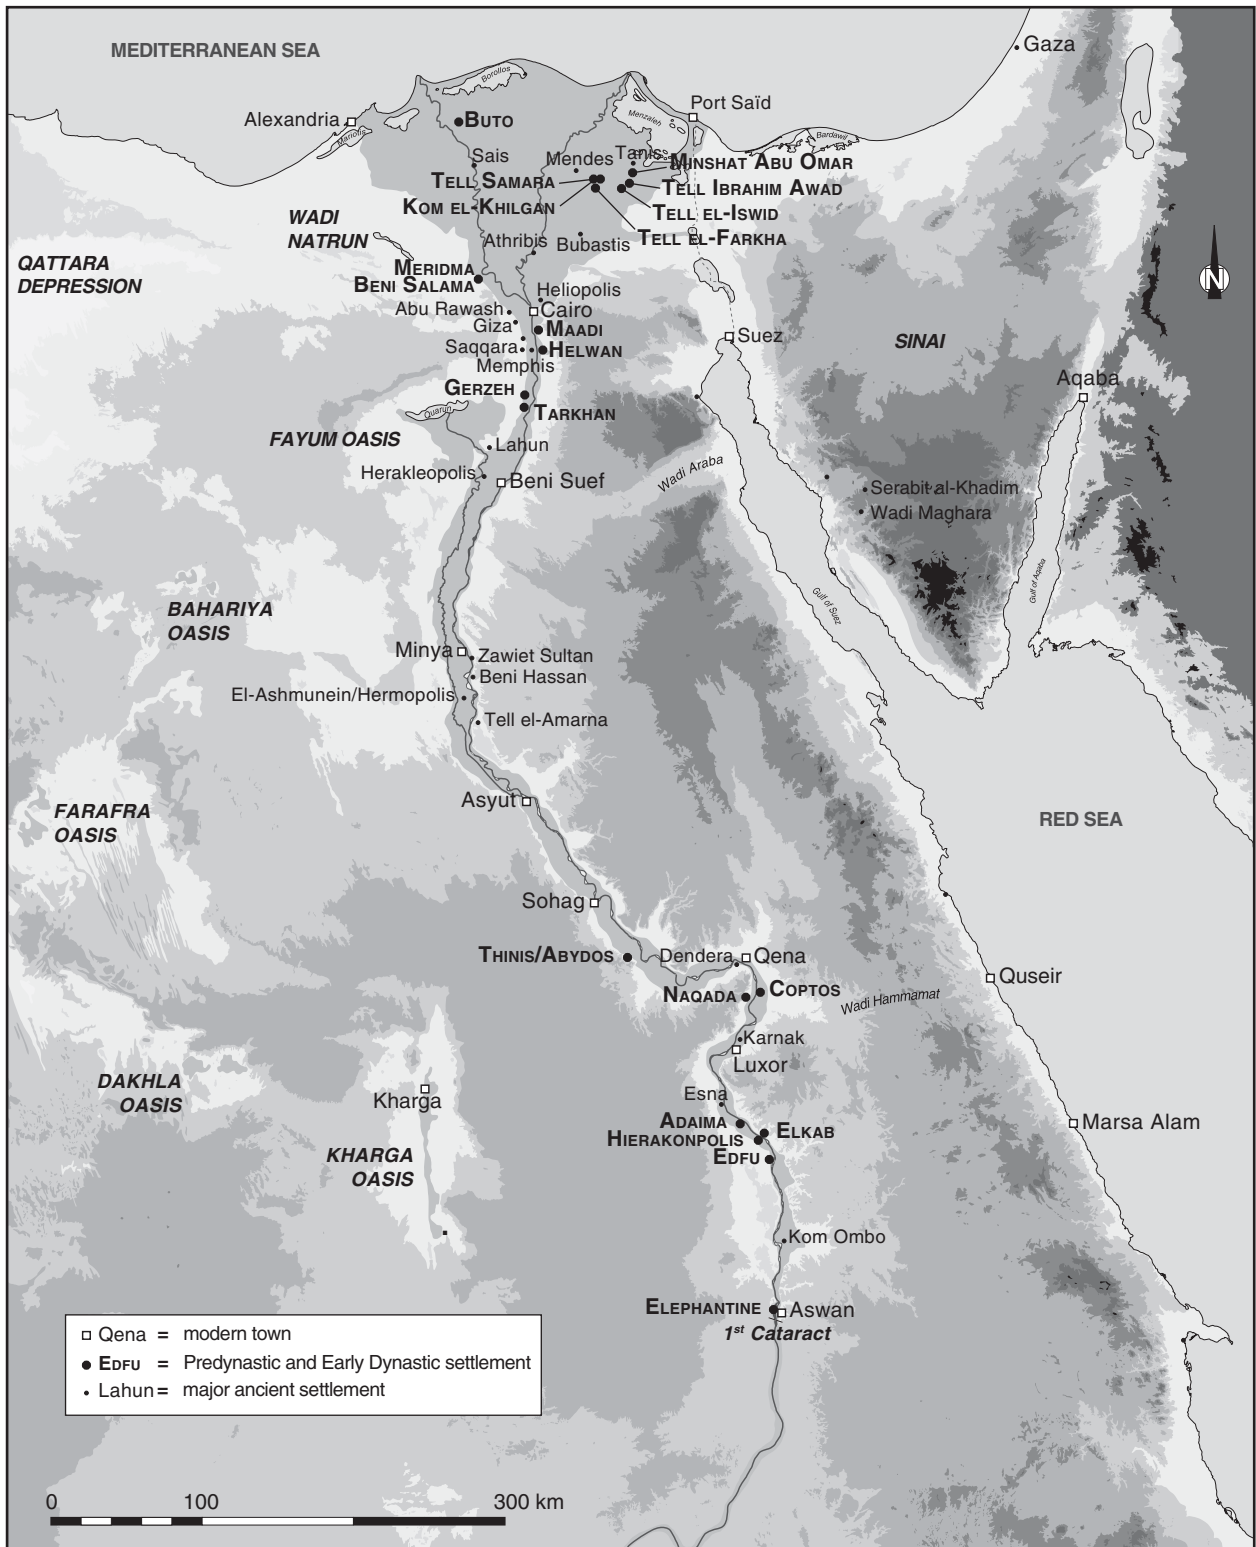 MEDITERRANEAN SEA
Gaza
Borollos
Port Saïd
Alexandria
Mariotis
BUTO
Menzaleh
Bardawil
Sais
Mendes
Tanis
MINSHAT ABU OMAR
TELL SAMARA
TELL IBRAHIM AWAD
KOM EL-KHILGAN
TELL EL-ISWID
WADI
NATRUN
Athribis
Bubastis
TELL EL-FARKHA
QATTARA
DEPRESSION
MERIDMA
BENI SALAMA
Heliopolis
Abu Rawash
Cairo
Giza
MAADI
Saqqara
HELWAN
Memphis
Suez
SINAI
N
Aqaba
GERZEH
Quarun
TARKHAN
FAYUM OASIS
Lahun
Herakleopolis
Beni Suef
Wadi Araba
Serabit al-Khadim
Wadi Maghara
Gulf of Suez
Gulf of Aqaba
BAHARIYA
OASIS
Minya
Zawiet Sultan
Beni Hassan
El-Ashmunein/Hermopolis
Tell el-Amarna
Asyut
FARAFRA
OASIS
RED SEA
Sohag
THINIS/ABYDOS
Dendera
Qena
Quseir
NAQADA
COPTOS
Wadi Hammamat
Karnak
Luxor
DAKHLA
OASIS
Kharga
Esna
ADAIMA
ELKAB
HIERAKONPOLIS
EDFU
Marsa Alam
KHARGA
OASIS
Kom Ombo
ELEPHANTINE
Aswan
1st Cataract
Qena = modern town
EDFU = Predynastic and Early Dynastic settlement
Lahun = major ancient settlement
0 100 300 km